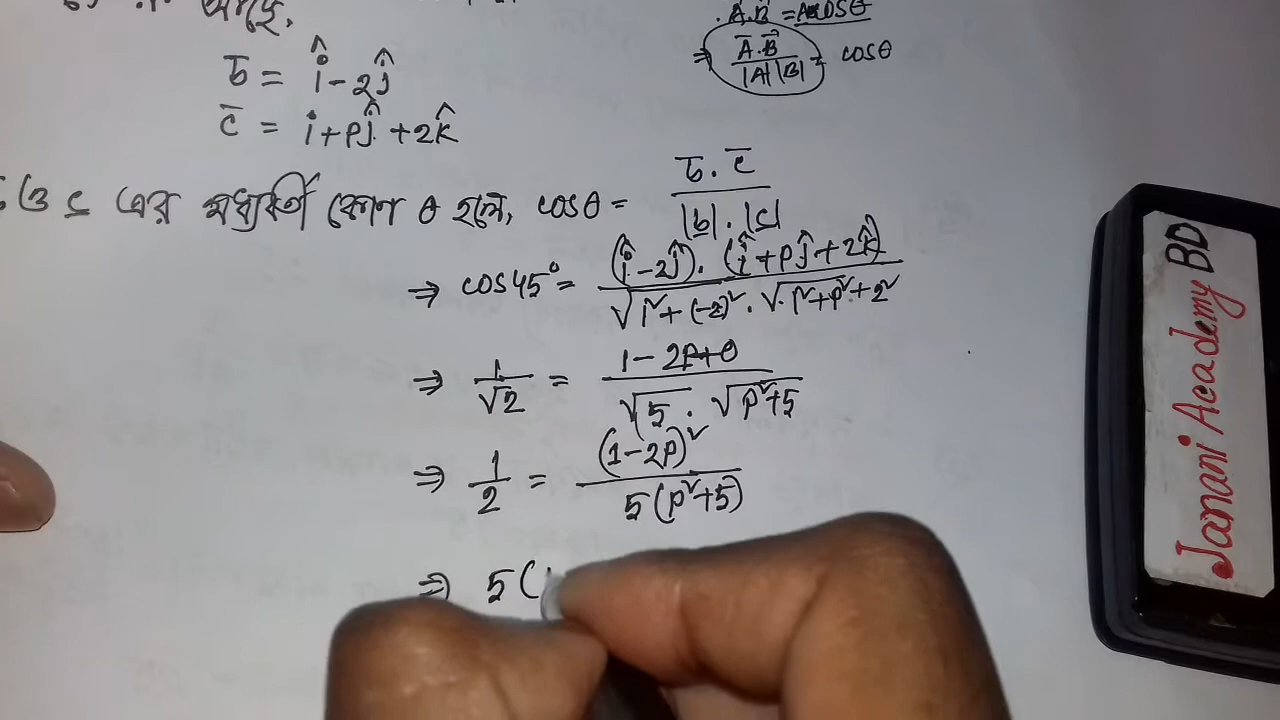 A.B = ABCosθ
⇒ A.B / |A| |B| = cosθ
b = î - 2ĵ
c = i + pĵ + 2k̂
ও c এর মধ্যবর্তী কোণ θ হলে, cosθ = b . c / |b| . |c|
⇒ cos45° = (î - 2ĵ) . (î + pĵ + 2k̂) / √1² + (-2)² . √1² + p² + 2²
⇒ 1/√2 = 1 - 2p + 0 / √5 . √p² + 5
⇒ 1/2 = (1 - 2p)² / 5(p² + 5)
⇒ 5(
Janani Academy BD